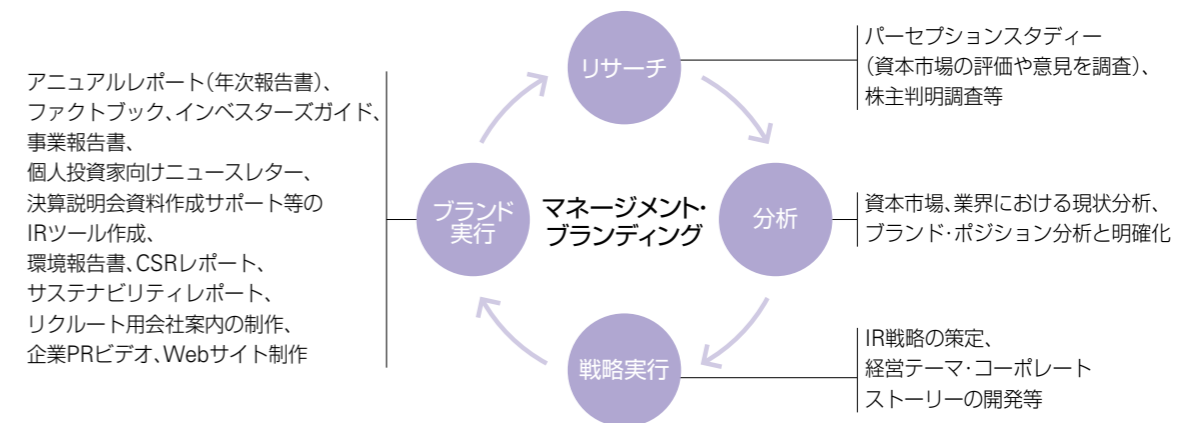 リサーチ
パーセプションスタディー
(資本市場の評価や意見を調査)、
株主判明調査等
アニュアルレポート(年次報告書)、
ファクトブック、インベスターズガイド、
事業報告書、
個人投資家向けニュースレター、
決算説明会資料作成サポート等の
IRツール作成、
環境報告書、CSRレポート、
サステナビリティレポート、
リクルート用会社案内の制作、
企業PRビデオ、Webサイト制作
ブランド
実行
マネージメント・
ブランディング
分析
資本市場、業界における現状分析、
ブランド・ポジション分析と明確化
戦略実行
IR戦略の策定、
経営テーマ・コーポレート
ストーリーの開発等